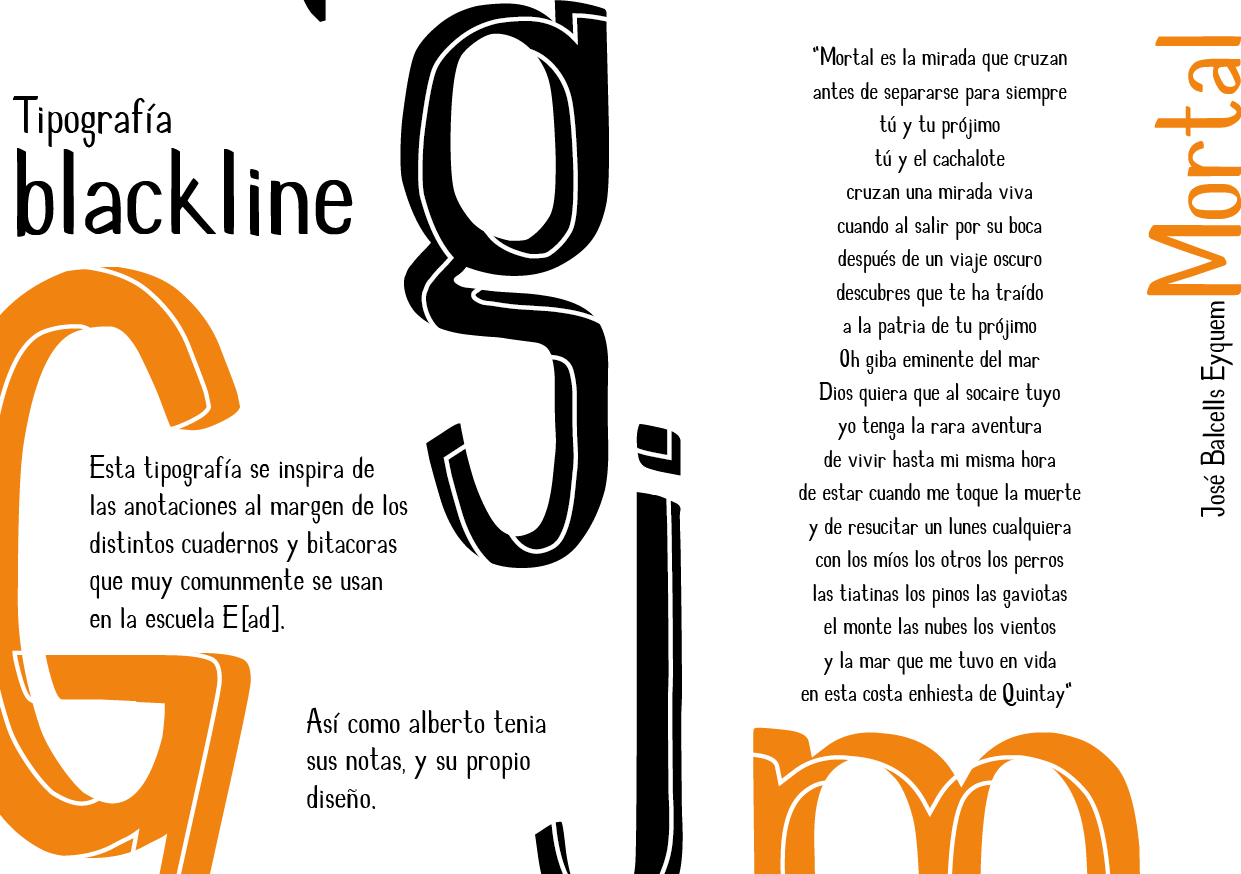 Tipografía
blackline
G
Esta tipografía se inspira de
las anotaciones al margen de los
distintos cuadernos y bitacoras
que muy comunmente se usan
en la escuela E[ad].
Así como alberto tenia
sus notas, y su propio
diseño.
g
j
"Mortal es la mirada que cruzan
antes de separarse para siempre
tú y tu prójimo
tú y el cachalote
cruzan una mirada viva
cuando al salir por su boca
después de un viaje oscuro
descubres que te ha traído
a la patria de tu prójimo
Oh giba eminente del mar
Dios quiera que al socaire tuyo
yo tenga la rara aventura
de vivir hasta mi misma hora
de estar cuando me toque la muerte
y de resucitar un lunes cualquiera
con los míos los otros los perros
las tiatinas los pinos las gaviotas
el monte las nubes los vientos
y la mar que me tuvo en vida
en esta costa enhiesta de Quintay"
m
Mortal
José Balcells Eyquem